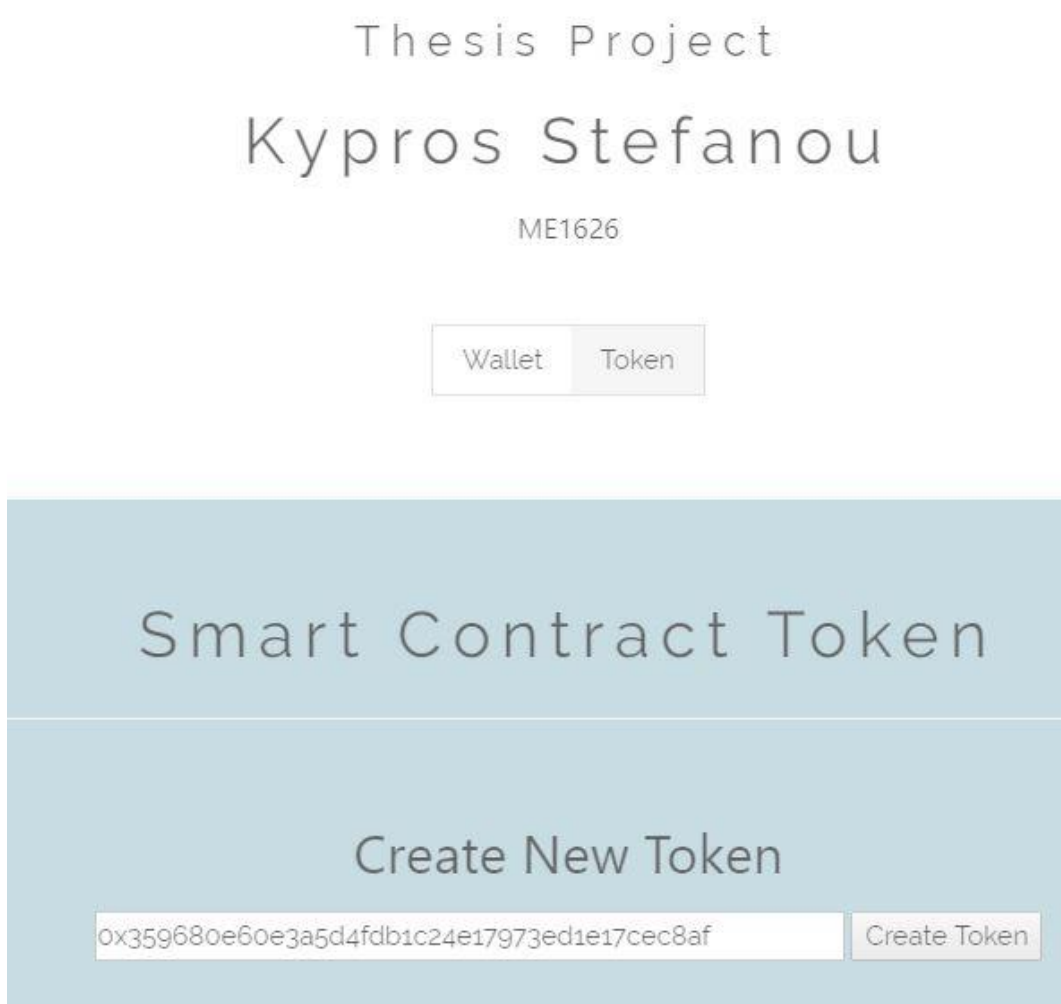 Thesis Project
Kypros Stefanou
ME1626
Wallet Token
Smart Contract Token
Create New Token
0x359680e60e3a5d4fdb1c24e17973ed1e17cec8af Create Token